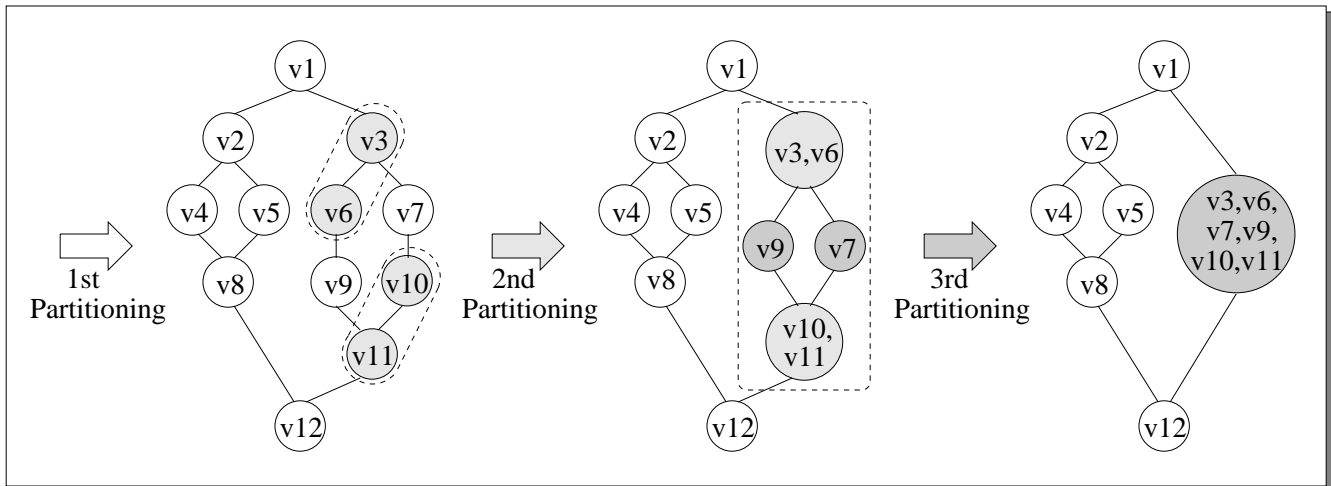 v1
v2
v3
v4
v5
v6
v7
v8
v9
v10
v11
v12
1st
Partitioning
v1
v2
v3,v6
v4
v5
v9
v7
v8
v10,
v11
v12
2nd
Partitioning
v1
v2
v4
v5
v3,v6,
v7,v9,
v10,v11
v8
v12
3rd
Partitioning